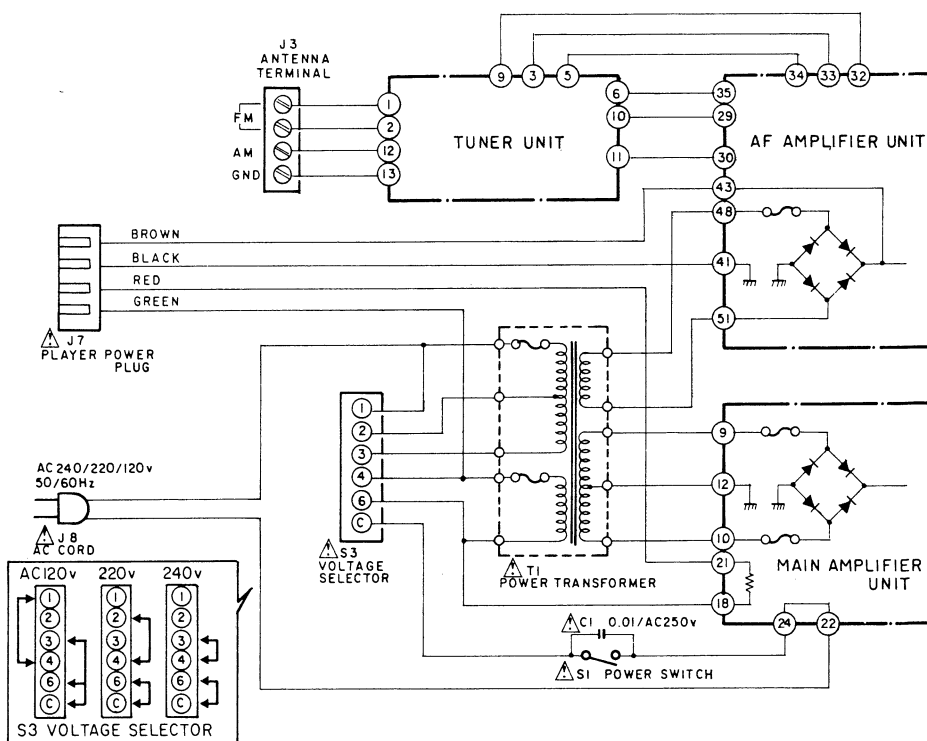 J3
ANTENNA
TERMINAL
9 3 5
34 33 32
FM
AM
GND
1
2
12
13
TUNER UNIT
6
10
11
35
29
30
43
48
41
51
AF AMPLIFIER UNIT
BROWN
BLACK
RED
GREEN
⚠ J7
PLAYER POWER
PLUG
1
2
3
4
6
C
⚠ S3
VOLTAGE
SELECTOR
AC 240/220/120v
50/60Hz
⚠ J8
AC CORD
⚠ T1
POWER TRANSFORMER
9
12
10
21
18
24 22
MAIN AMPLIFIER
UNIT
⚠ C1 0.01/AC250v
⚠ S1 POWER SWITCH
AC120v 220v 240v
1 1 1
2 2 2
3 3 3
4 4 4
6 6 6
C C C
S3 VOLTAGE SELECTOR